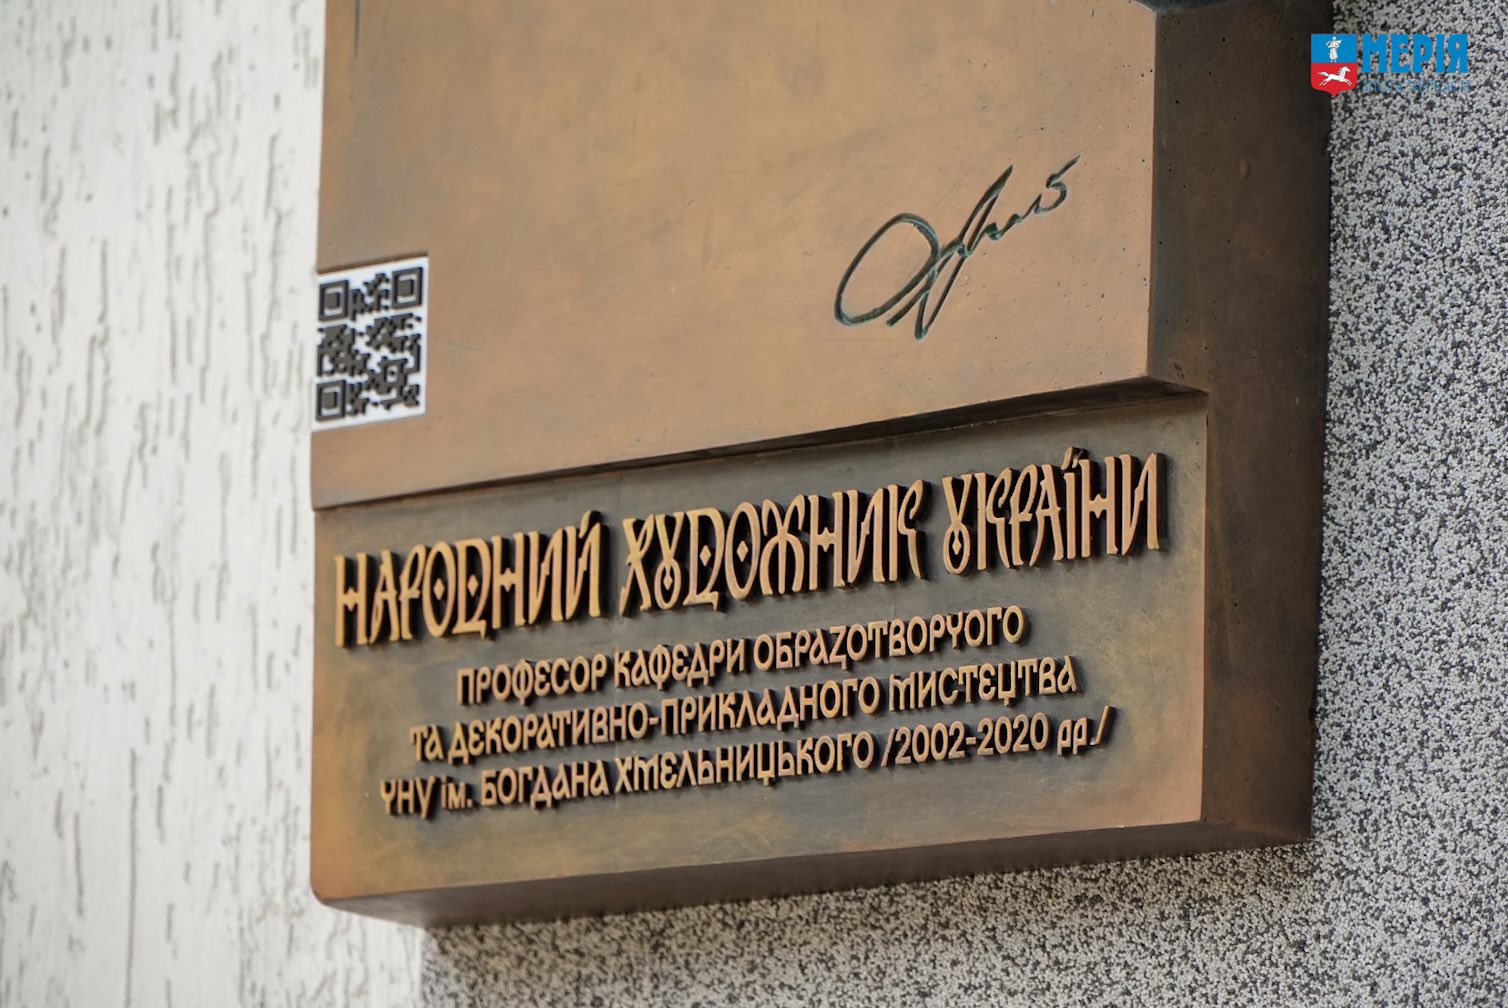 МЕРІЯ
НАРОДНИЙ ХУДОЖНИК УКРАЇНИ
ПРОФЕСОР КАФЕДРИ ОБРАЗОТВОРЧОГО
ТА ДЕКОРАТИВНО-ПРИКЛАДНОГО МИСТЕЦТВА
ЧНУ ім. БОГДАНА ХМЕЛЬНИЦЬКОГО /2002-2020 рр./